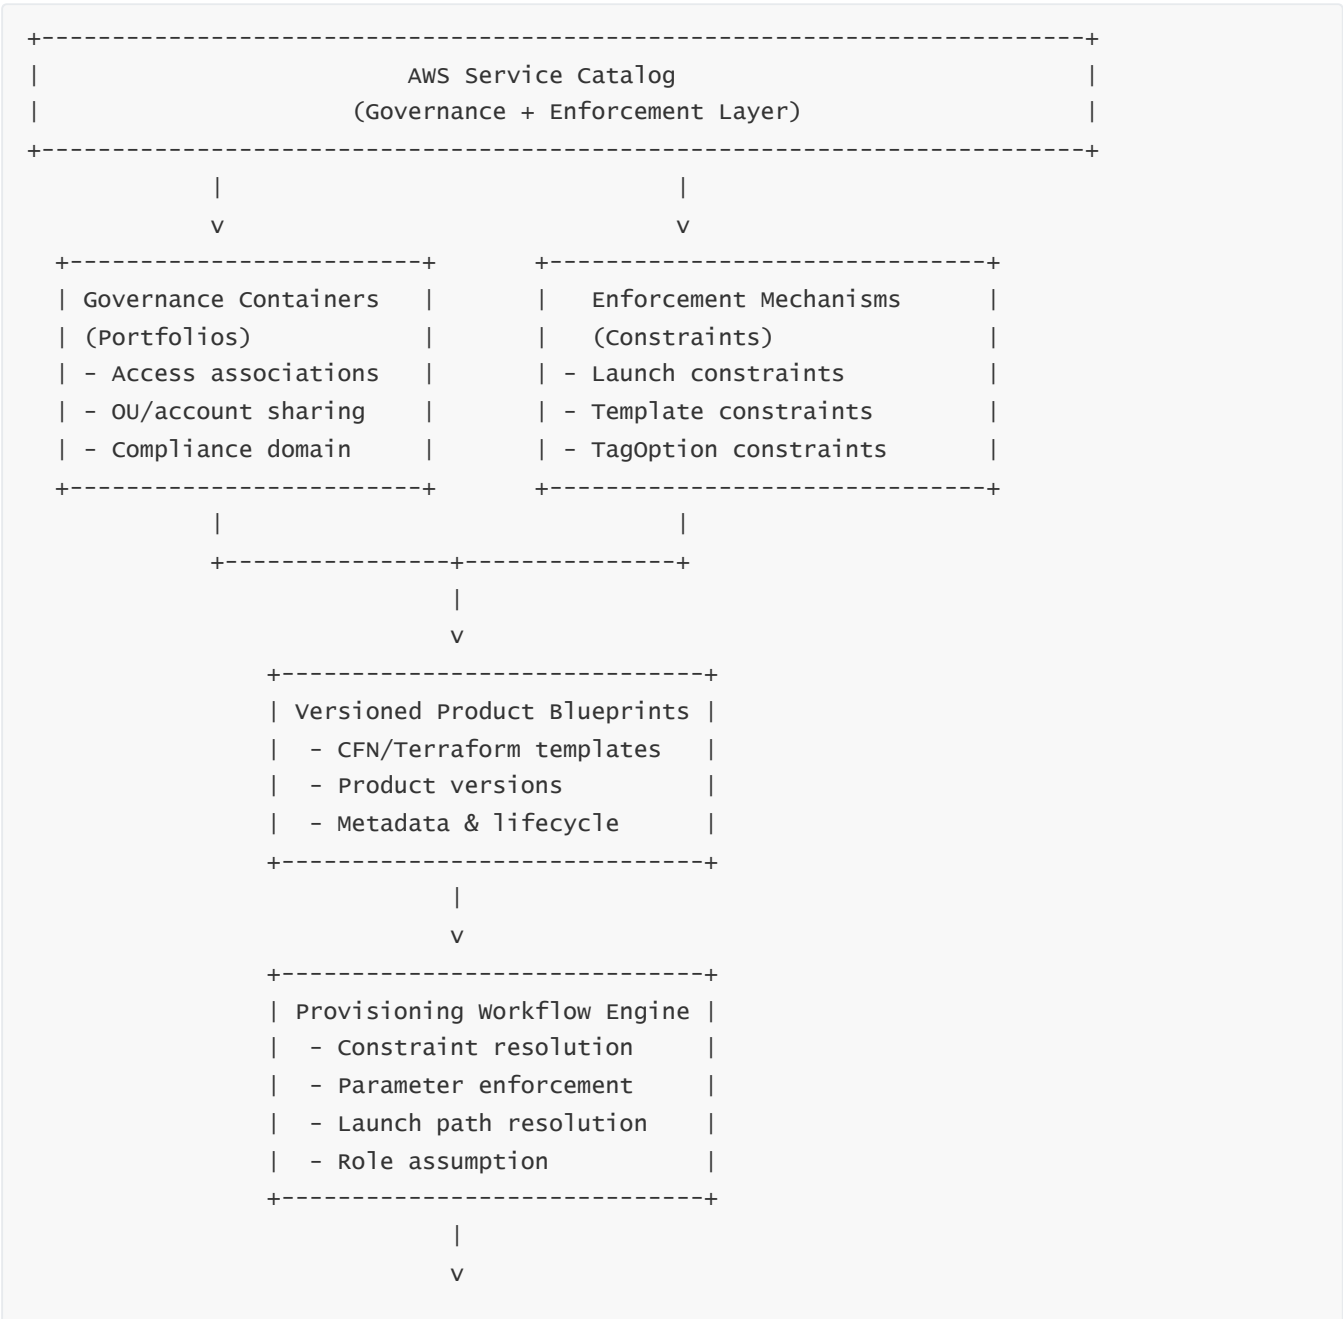 +---------------------------------------------------------------------------+
|                           AWS Service Catalog                              |
|                       (Governance + Enforcement Layer)                     |
+---------------------------------------------------------------------------+
             |                                 |
             v                                 v
  +-------------------------+       +-------------------------------+
  | Governance Containers   |       |   Enforcement Mechanisms      |
  | (Portfolios)            |       |   (Constraints)               |
  | - Access associations   |       | - Launch constraints          |
  | - OU/account sharing    |       | - Template constraints        |
  | - Compliance domain     |       | - TagOption constraints       |
  +-------------------------+       +-------------------------------+
             |                                 |
             +----------------+---------------+
                              |
                              v
                 +------------------------------+
                 | Versioned Product Blueprints |
                 |  - CFN/Terraform templates   |
                 |  - Product versions          |
                 |  - Metadata & lifecycle      |
                 +------------------------------+
                              |
                              v
                 +------------------------------+
                 | Provisioning Workflow Engine |
                 |  - Constraint resolution     |
                 |  - Parameter enforcement     |
                 |  - Launch path resolution    |
                 |  - Role assumption           |
                 +------------------------------+
                              |
                              v